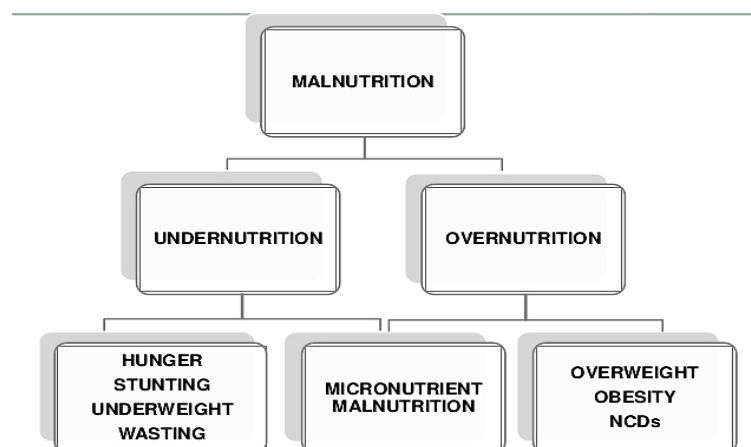 MALNUTRITION
UNDERNUTRITION
OVERNUTRITION
HUNGER
STUNTING
UNDERWEIGHT
WASTING
MICRONUTRIENT
MALNUTRITION
OVERWEIGHT
OBESITY
NCDs